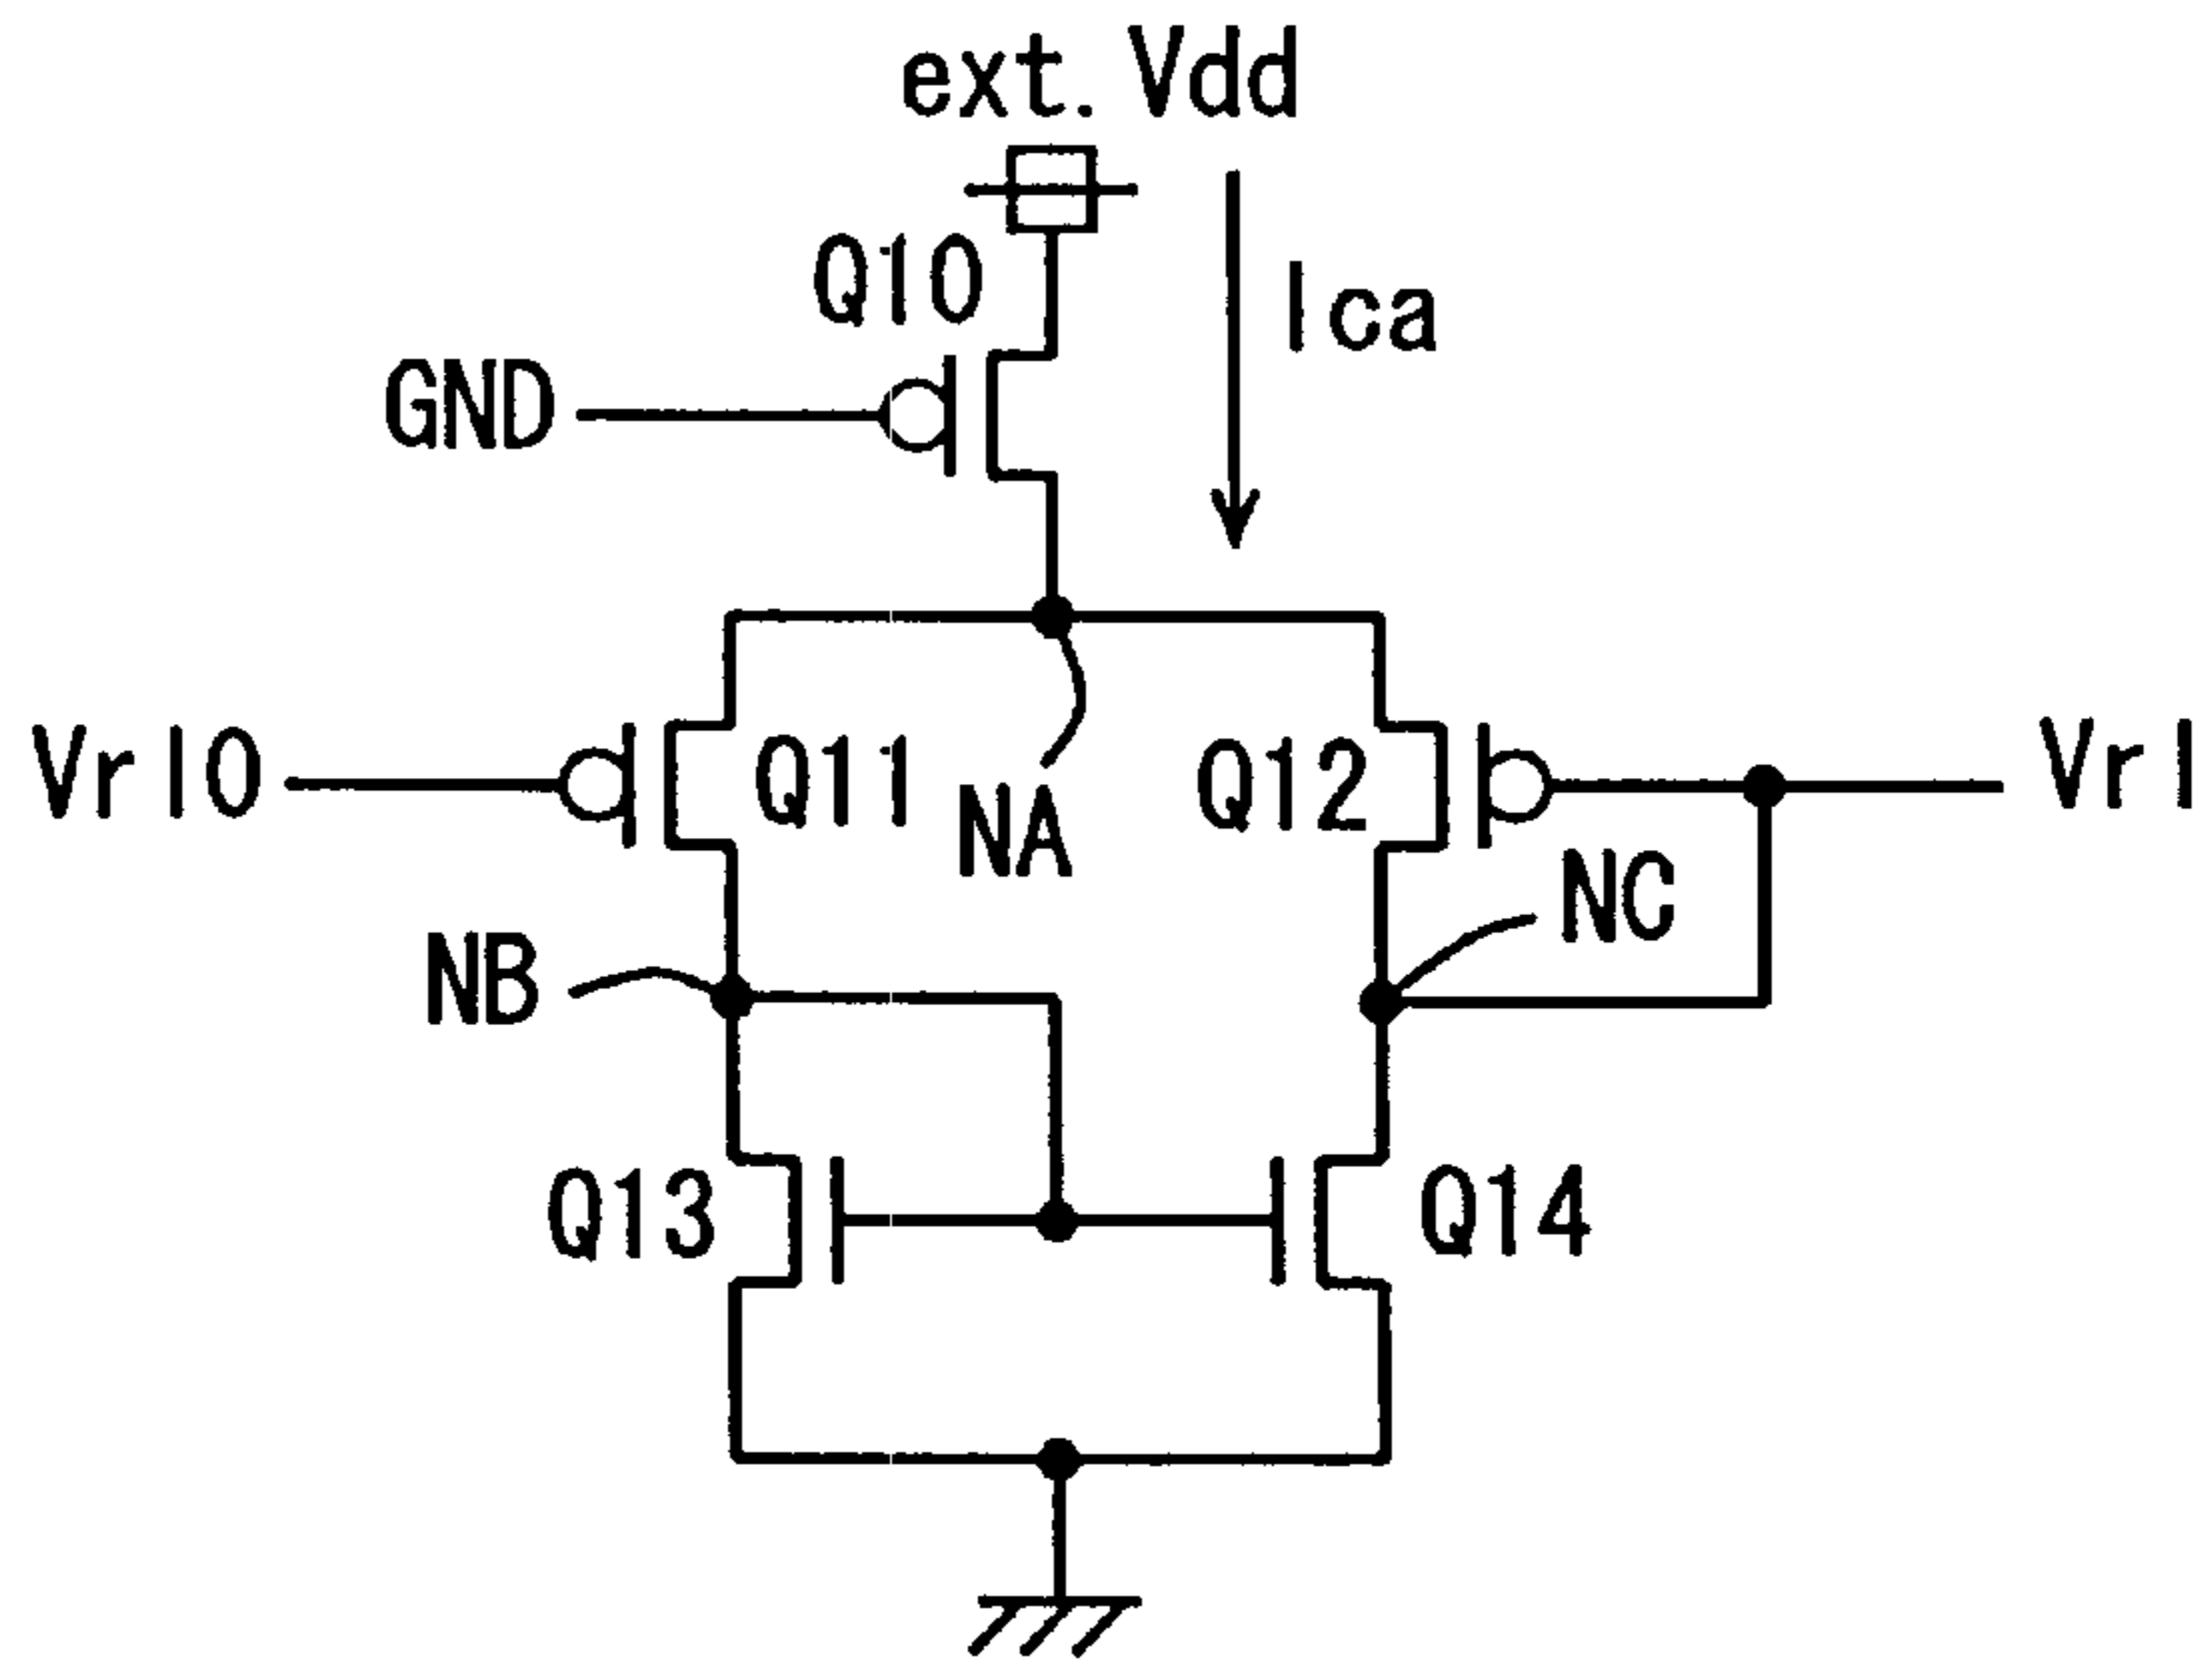 ext. Vdd
Q10
Ica
GND
Vrl0
Q11
NA
Q12
Vrl
NB
NC
Q13
Q14